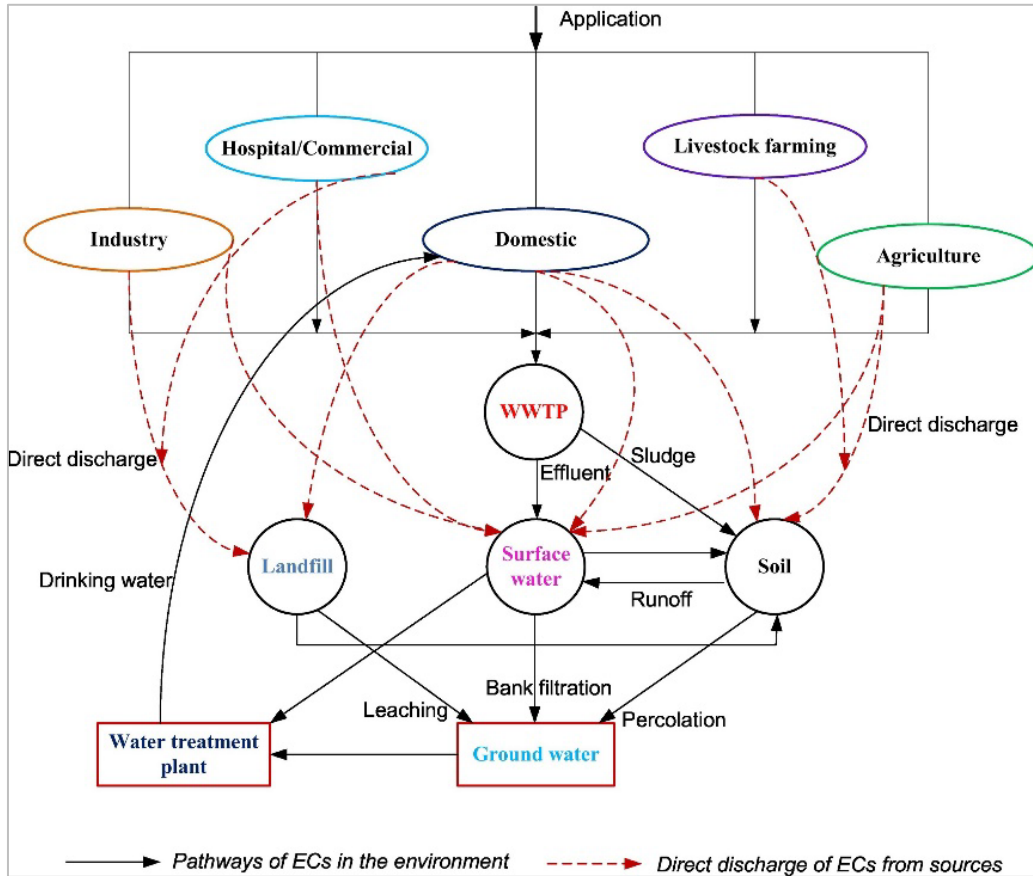 Application
Hospital/Commercial
Livestock farming
Industry
Domestic
Agriculture
WWTP
Direct discharge
Direct discharge
Sludge
Effluent
Landfill
Surface
water
Soil
Drinking water
Runoff
Bank filtration
Leaching
Percolation
Water treatment
plant
Ground water
Pathways of ECs in the environment
Direct discharge of ECs from sources